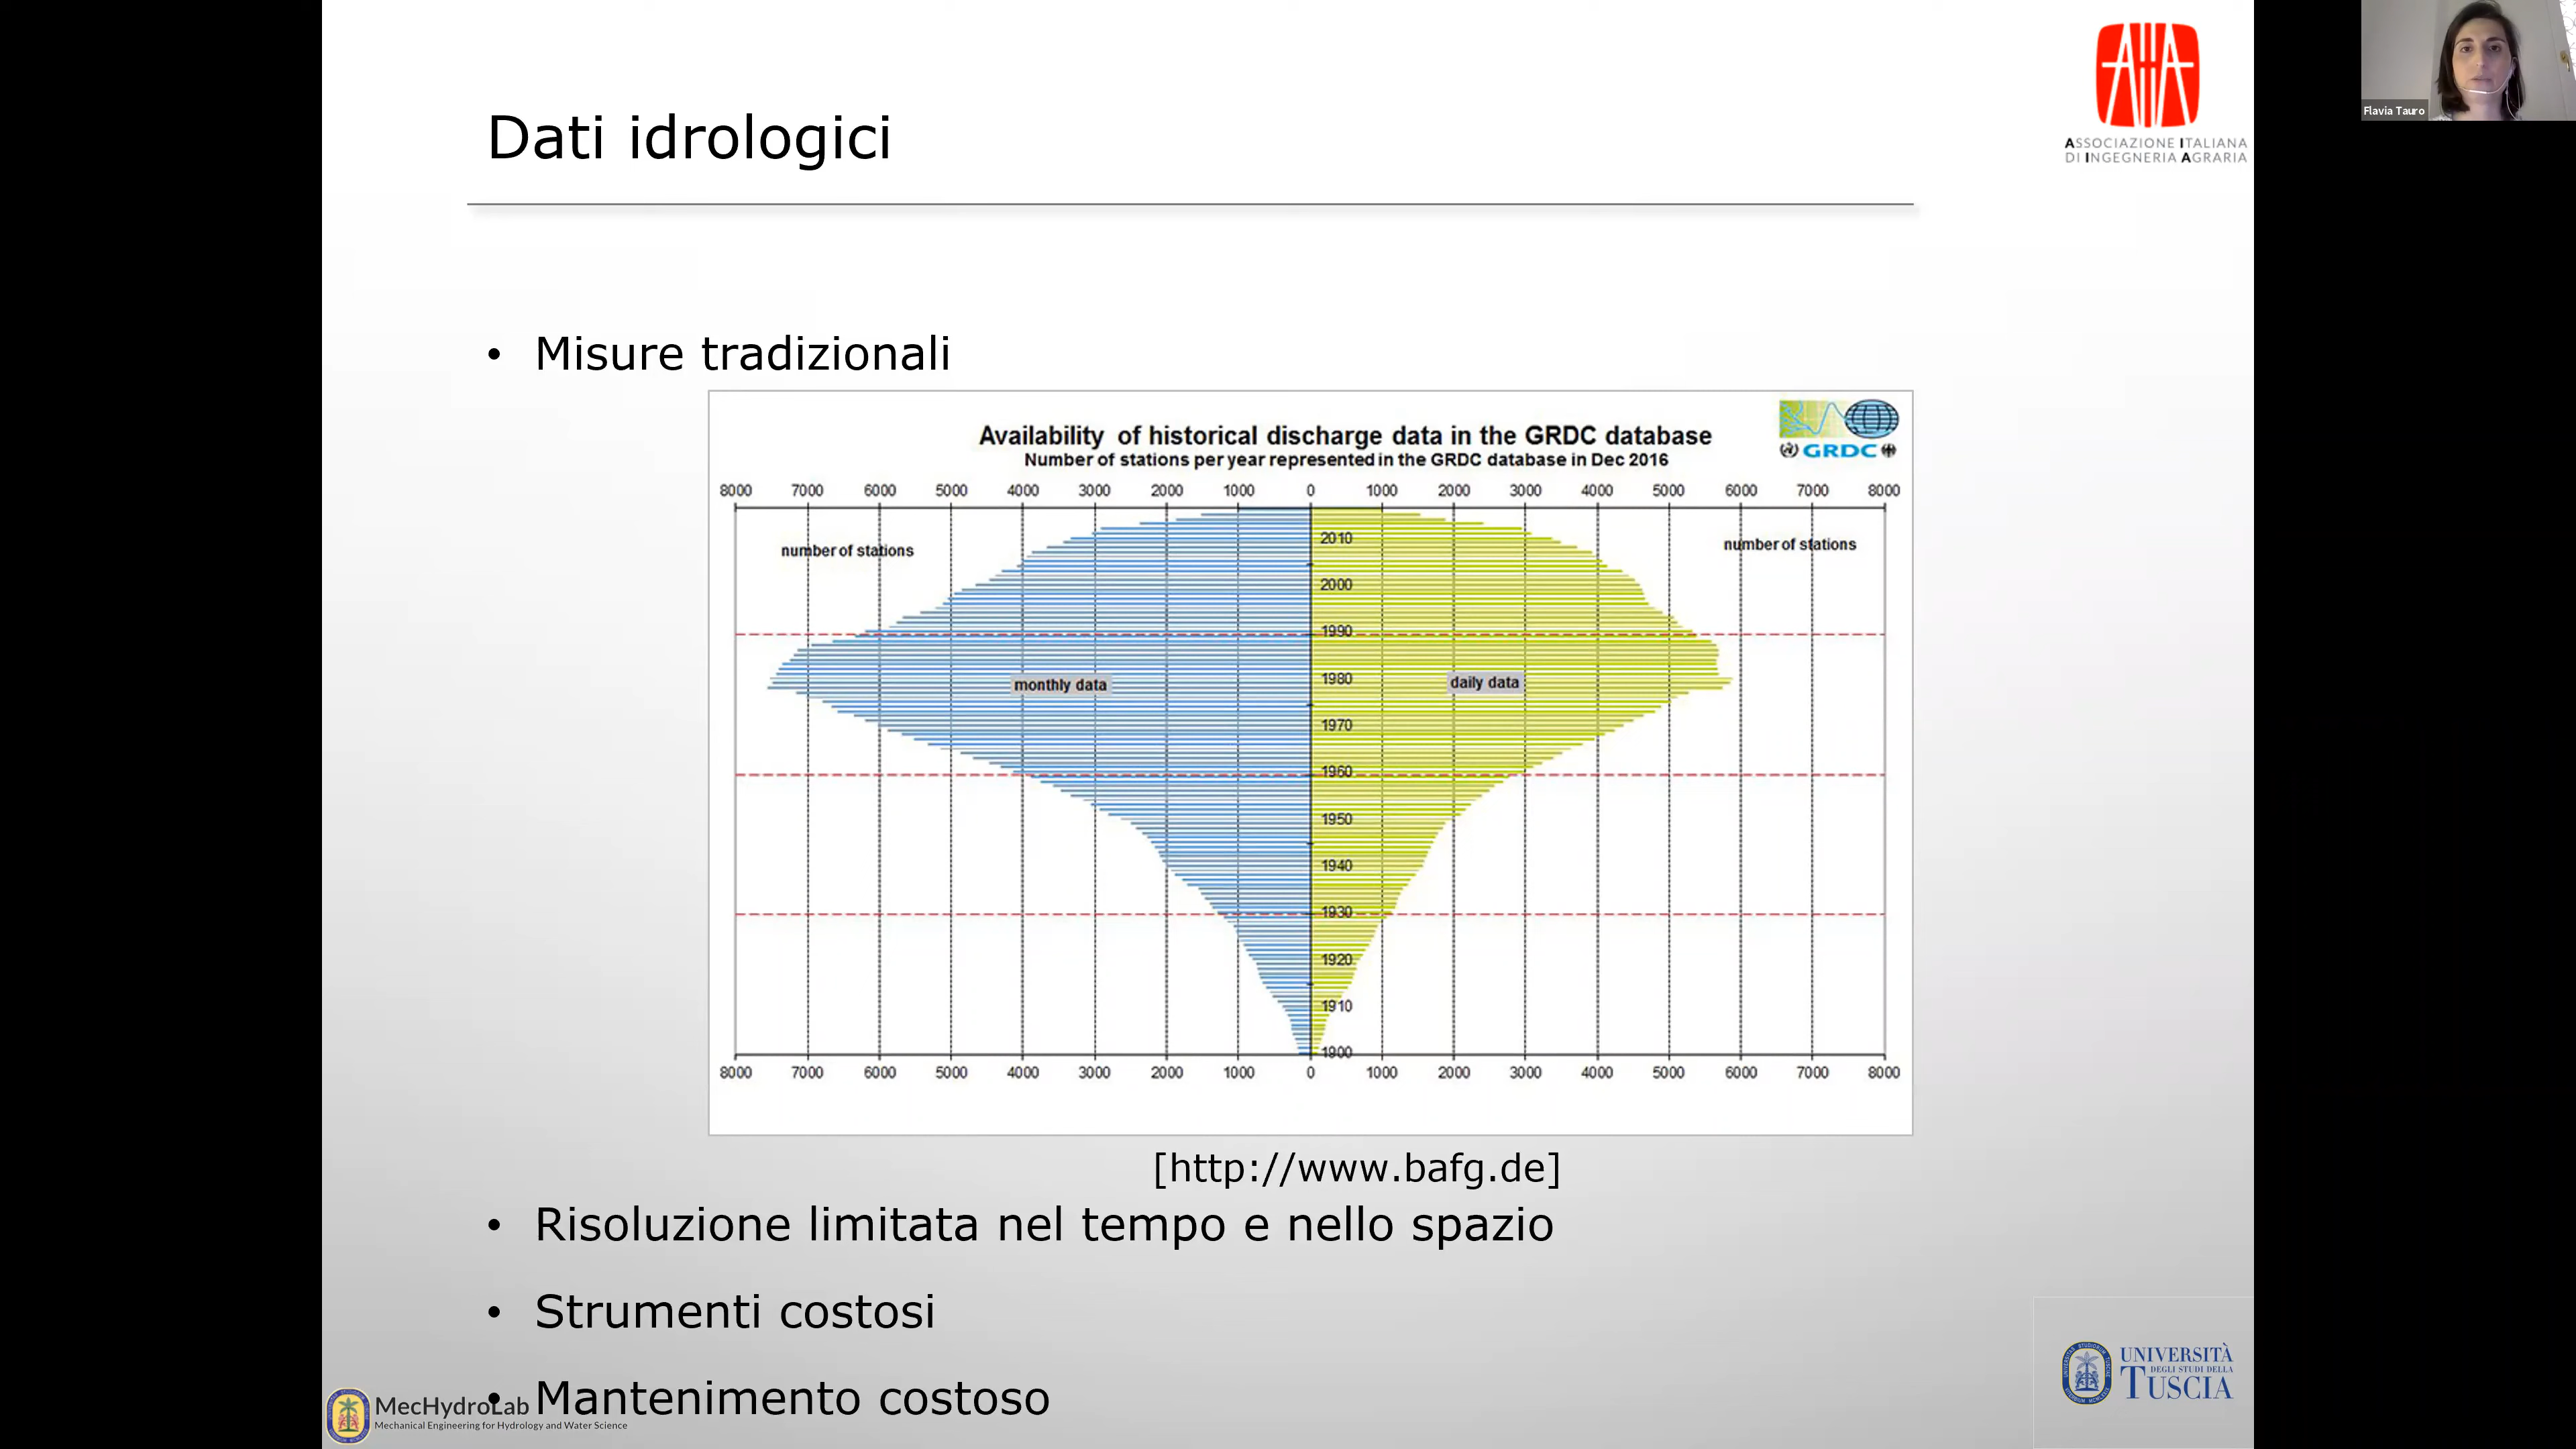 Dati idrologici
ASSOCIAZIONE ITALIANA
DI INGEGNERIA AGRARIA
Flavia Tauro
• Misure tradizionali
Availability of historical discharge data in the GRDC database
Number of stations per year represented in the GRDC database in Dec 2016
GRDC
8000 7000 6000 5000 4000 3000 2000 1000 0 1000 2000 3000 4000 5000 6000 7000 8000
number of stations
number of stations
2010
2000
1990
monthly data
1980
daily data
1970
1960
1950
1940
1930
1920
1910
1900
8000 7000 6000 5000 4000 3000 2000 1000 0 1000 2000 3000 4000 5000 6000 7000 8000
[http://www.bafg.de]
• Risoluzione limitata nel tempo e nello spazio
• Strumenti costosi
• Mantenimento costoso
MecHydroLab
Mechanical Engineering for Hydrology and Water Science
UNIVERSITÀ
DEGLI STUDI DELLA
TUSCIA